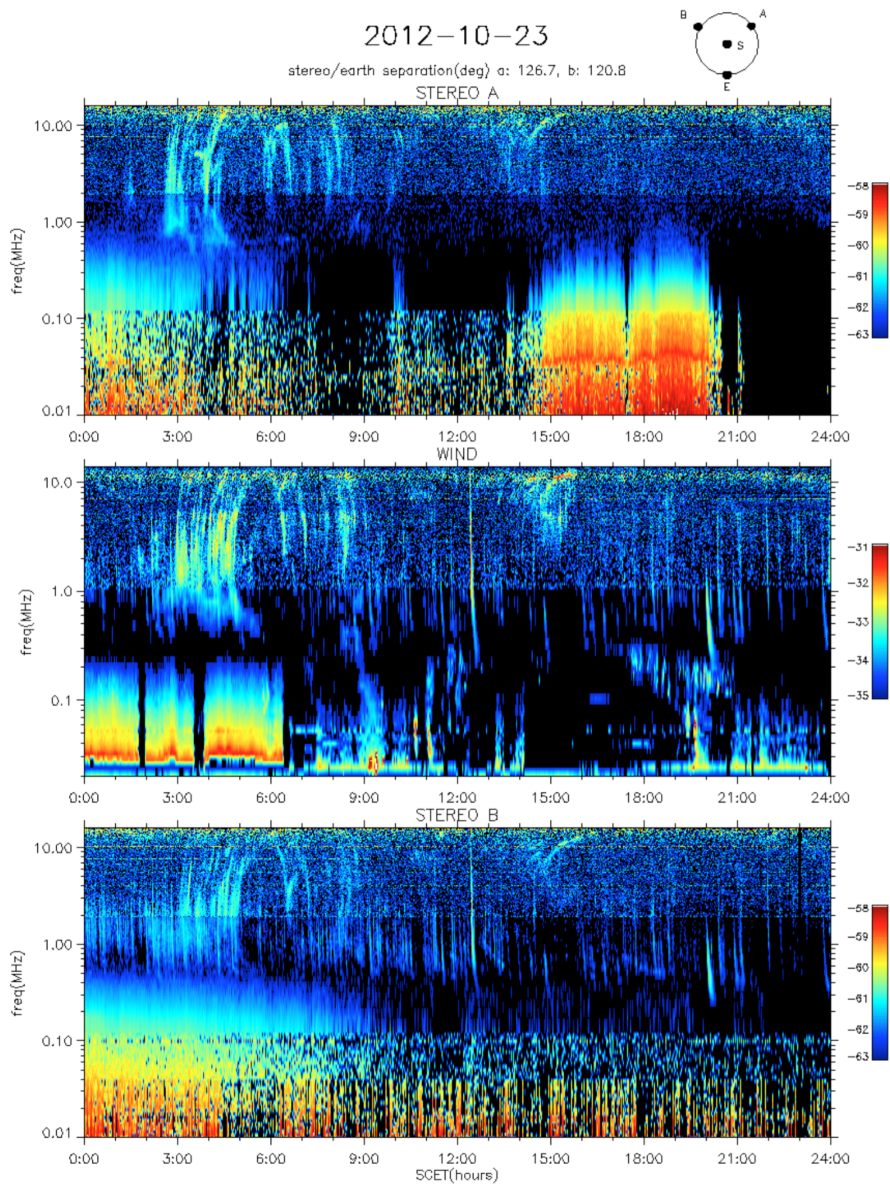 2012-10-23
B A
S
E
stereo/earth separation(deg) a: 126.7, b: 120.8
STEREO A
freq(MHz)
10.00
1.00
0.10
0.01
0:00 3:00 6:00 9:00 12:00 15:00 18:00 21:00 24:00
-58
-59
-60
-61
-62
-63
WIND
freq(MHz)
10.0
1.0
0.1
0:00 3:00 6:00 9:00 12:00 15:00 18:00 21:00 24:00
-31
-32
-33
-34
-35
STEREO B
freq(MHz)
10.00
1.00
0.10
0.01
0:00 3:00 6:00 9:00 12:00 15:00 18:00 21:00 24:00
SCET(hours)
-58
-59
-60
-61
-62
-63